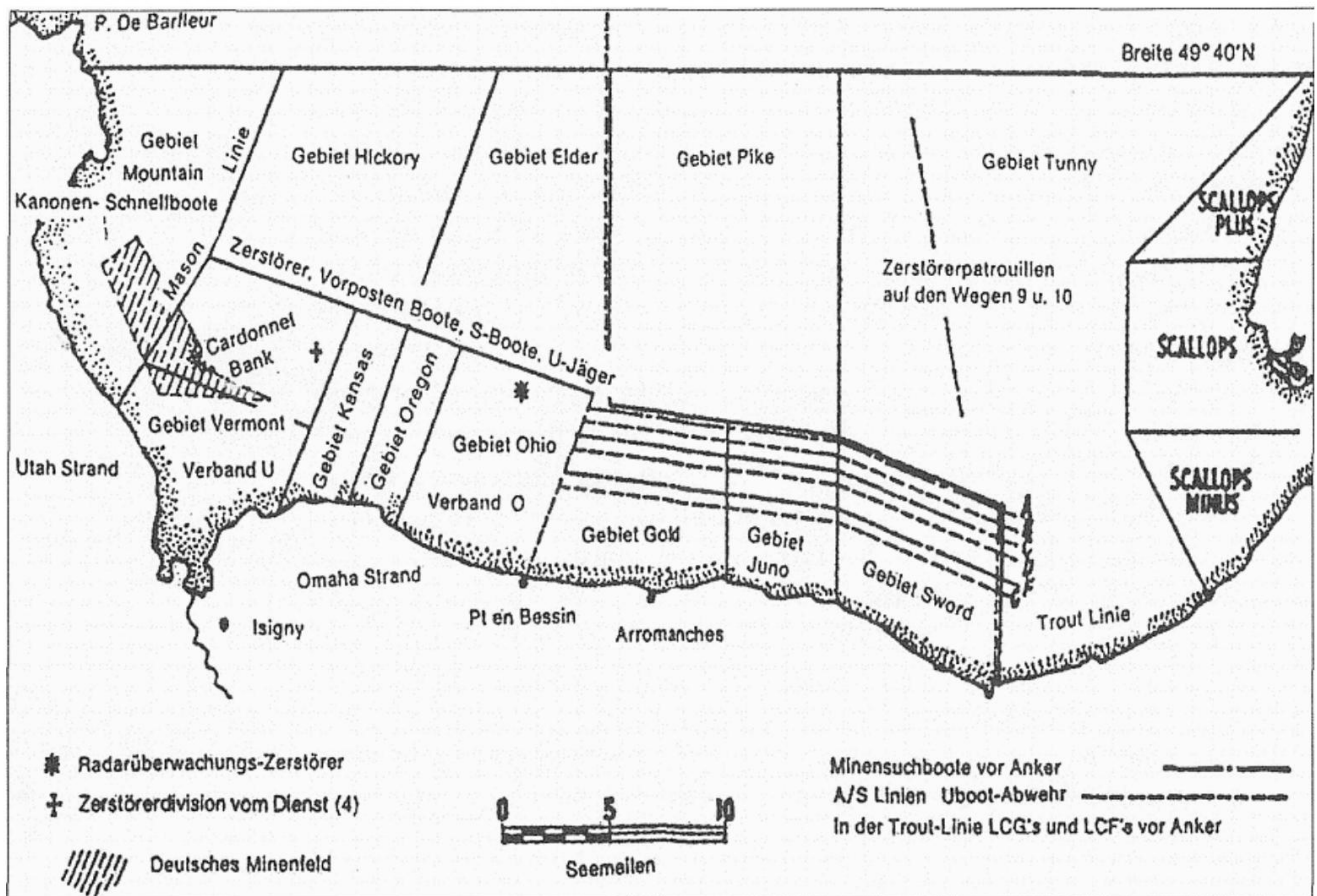 P. De Barlleur
Breite 49° 40'N
Gebiet
Mountain
Linie
Mason
Gebiet Hickory
Gebiet Elder
Gebiet Pike
Gebiet Tunny
Kanonen- Schnellboote
SCALLOPS
PLUS
Zerstörer, Vorposten Boote, S-Boote, U-Jäger
Zerstörerpatrouillen
auf den Wegen 9 u. 10
Cardonnel
Bank
SCALLOPS
Gebiet Vermont
Gebiet Kansas
Gebiet Oregon
Gebiet Ohio
Utah Strand
Verband U
Verband O
SCALLOPS
MINUS
Gebiet Gold
Gebiet
Juno
Gebiet Sword
Trout Linie
Omaha Strand
Isigny
Pt en Bessin
Arromanches
Radarüberwachungs-Zerstörer
Zerstörerdivision vom Dienst (4)
Deutsches Minenfeld
0 5 10
Seemeilen
Minensuchboote vor Anker
A/S Linien Uboot-Abwehr
In der Trout-Linie LCG's und LCF's vor Anker